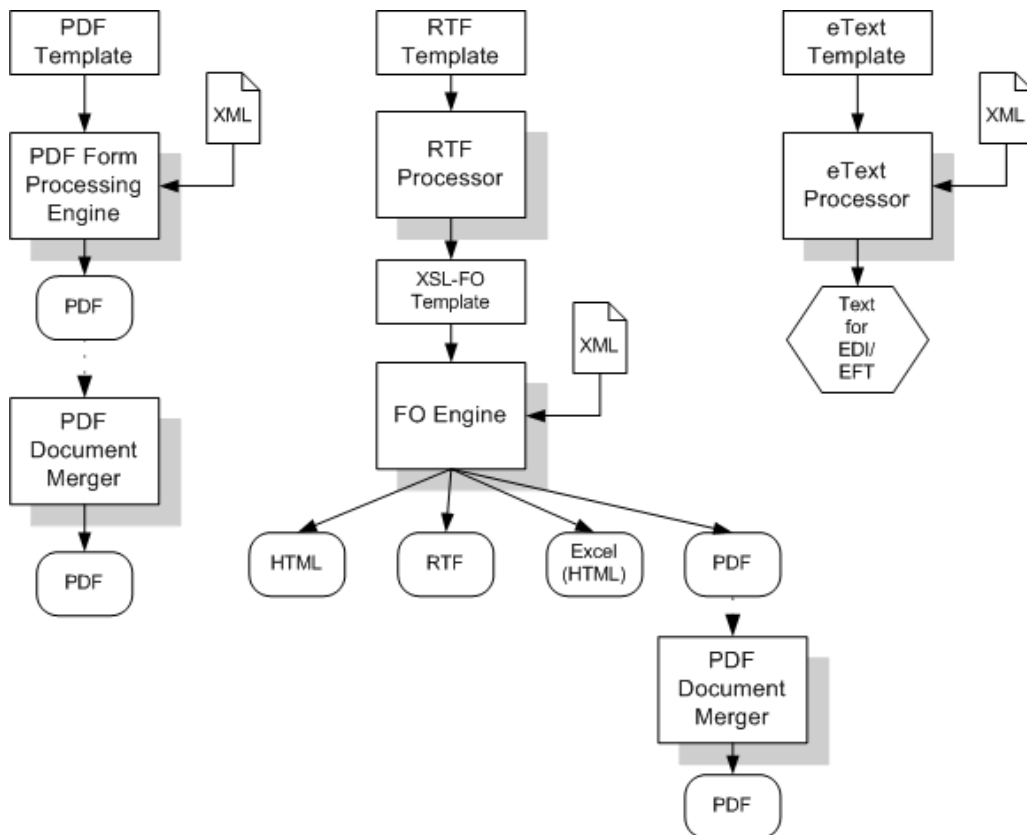 PDF
Template
XML
PDF Form
Processing
Engine
PDF
PDF
Document
Merger
PDF
RTF
Template
RTF
Processor
XSL-FO
Template
XML
FO Engine
HTML
RTF
Excel
(HTML)
PDF
PDF
Document
Merger
PDF
eText
Template
XML
eText
Processor
Text
for
EDI/
EFT